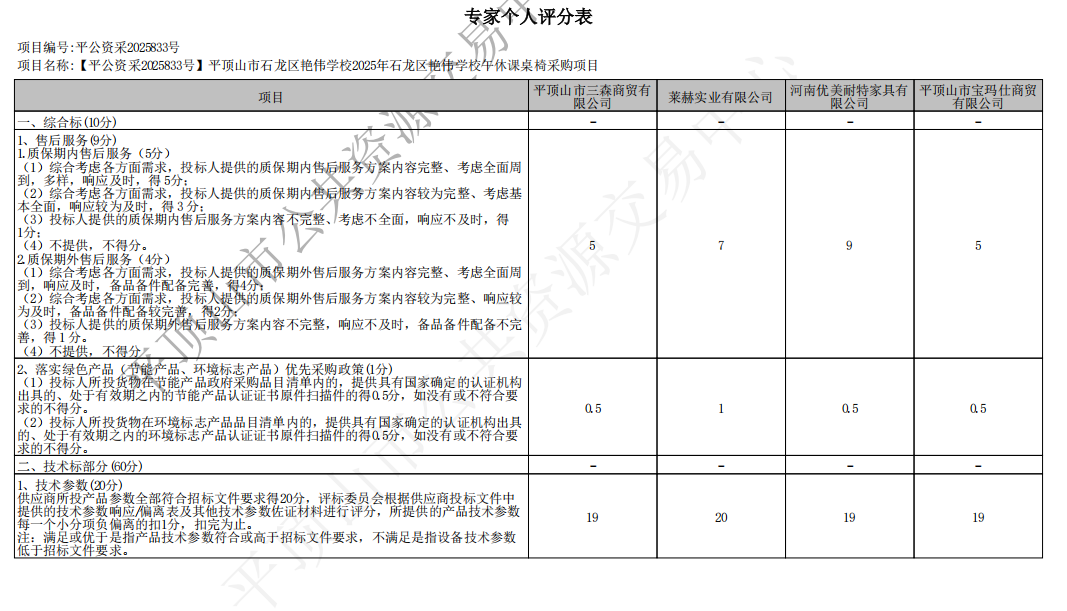 专家个人评分表
项目编号:平公资采2025833号
项目名称:【平公资采2025833号】平顶山市石龙区艳伟学校2025年石龙区艳伟学校午休课桌椅采购项目
项目
平顶山市三森商贸有
限公司
莱赫实业有限公司
河南优美耐特家具有
限公司
平顶山市宝玛仕商贸
有限公司
一、综合标(10分)
-
-
-
-
1、售后服务(9分)
1.质保期内售后服务(5分)
(1)综合考虑各方面需求,投标人提供的质保期内售后服务方案内容完整、考虑全面周
到,多样,响应及时,得5分;
(2)综合考虑各方面需求,投标人提供的质保期内售后服务方案内容较为完整、考虑基
本全面,响应较为及时,得3分;
(3)投标人提供的质保期内售后服务方案内容不完整、考虑不全面,响应不及时,得
1分;
(4)不提供,不得分。
2.质保期外售后服务(4分)
(1)综合考虑各方面需求,投标人提供的质保期外售后服务方案内容完整、考虑全面周
到,响应及时,备品备件配备完善,得4分;
(2)综合考虑各方面需求,投标人提供的质保期外售后服务方案内容较为完整、响应较
为及时,备品备件配备较完善,得2分;
(3)投标人提供的质保期外售后服务方案内容不完整,响应不及时,备品备件配备不完
善,得1分。
(4)不提供,不得分
5
7
9
5
2、落实绿色产品(节能产品、环境标志产品)优先采购政策(1分)
(1)投标人所投货物在节能产品政府采购品目清单内的,提供具有国家确定的认证机构
出具的、处于有效期之内的节能产品认证证书原件扫描件的得0.5分,如没有或不符合要
求的不得分。
(2)投标人所投货物在环境标志产品品目清单内的,提供具有国家确定的认证机构出具
的、处于有效期之内的环境标志产品认证证书原件扫描件的得0.5分,如没有或不符合要
求的不得分。
0.5
1
0.5
0.5
二、技术标部分(60分)
-
-
-
-
1、技术参数(20分)
供应商所投产品参数全部符合招标文件要求得20分,评标委员会根据供应商投标文件中
提供的技术参数响应/偏离表及其他技术参数佐证材料进行评分,所提供的产品技术参数
每一个小分项负偏离的扣1分,扣完为止。
注:满足或优于是指产品技术参数符合或高于招标文件要求,不满足是指设备技术参数
低于招标文件要求。
19
20
19
19
平顶山市公共资源交易中
平顶山市公共资源交易中心